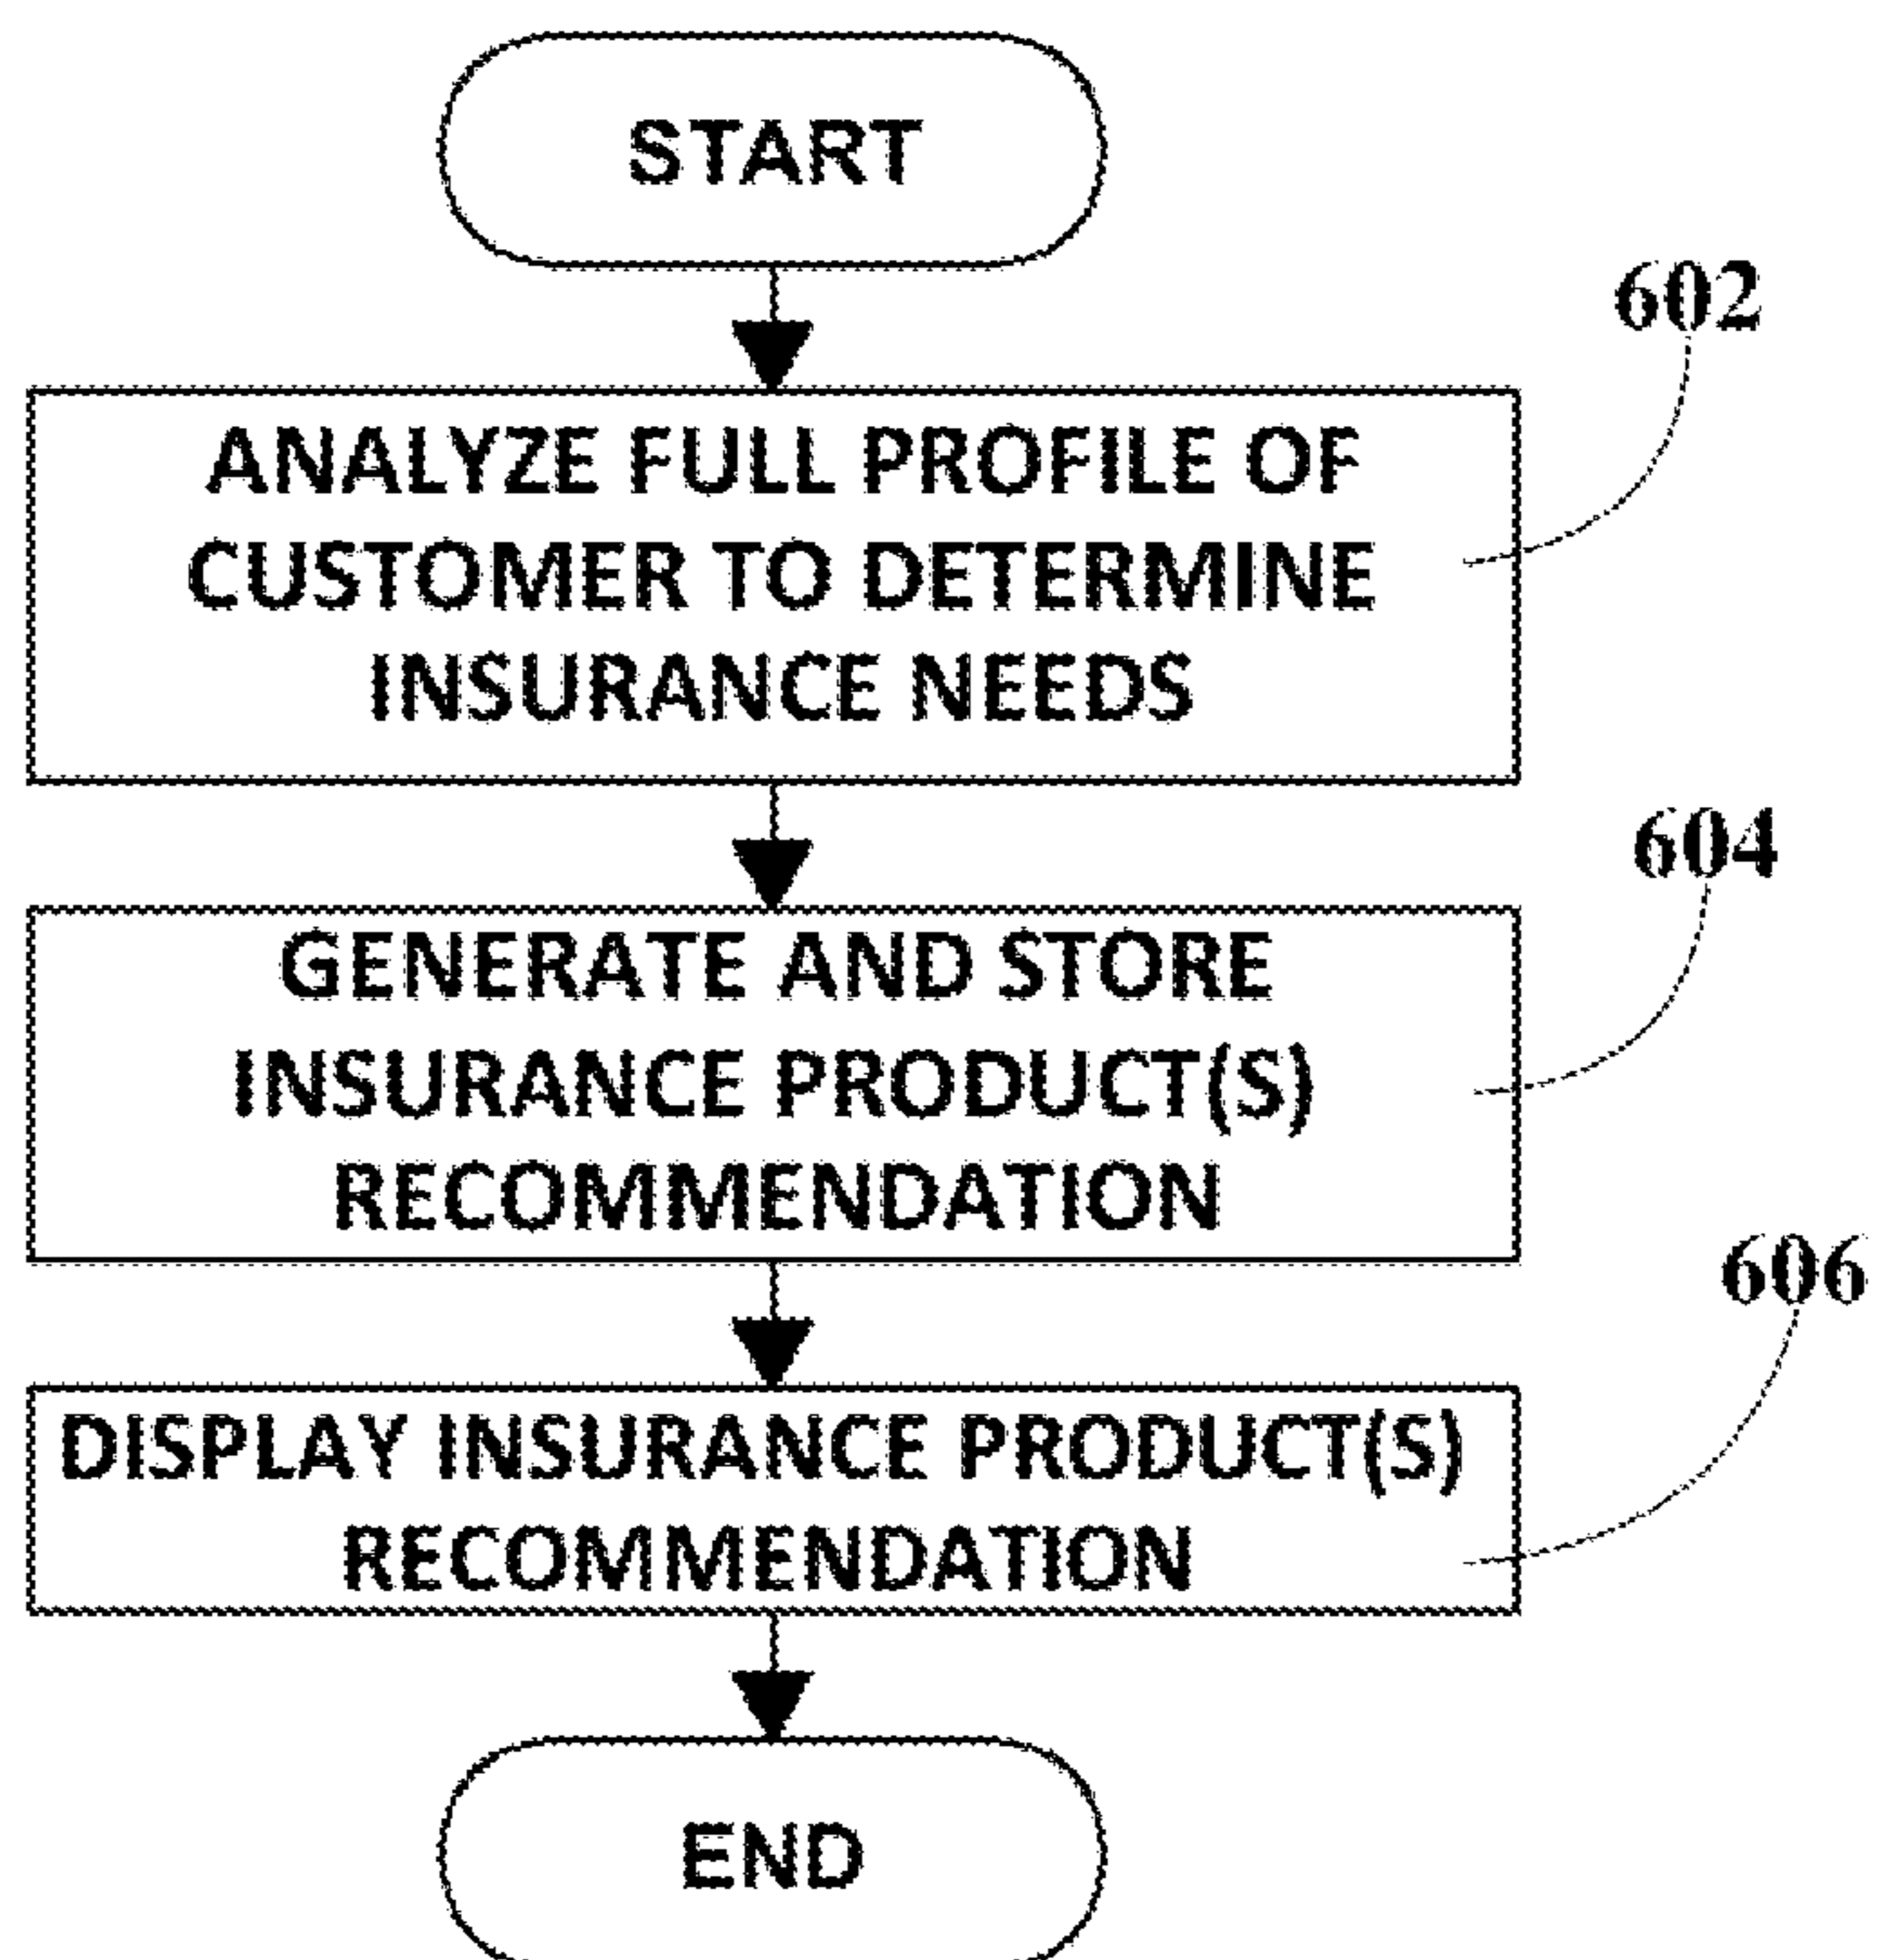 START
602
ANALYZE FULL PROFILE OF
CUSTOMER TO DETERMINE
INSURANCE NEEDS
604
GENERATE AND STORE
INSURANCE PRODUCT(S)
RECOMMENDATION
606
DISPLAY INSURANCE PRODUCT(S)
RECOMMENDATION
END